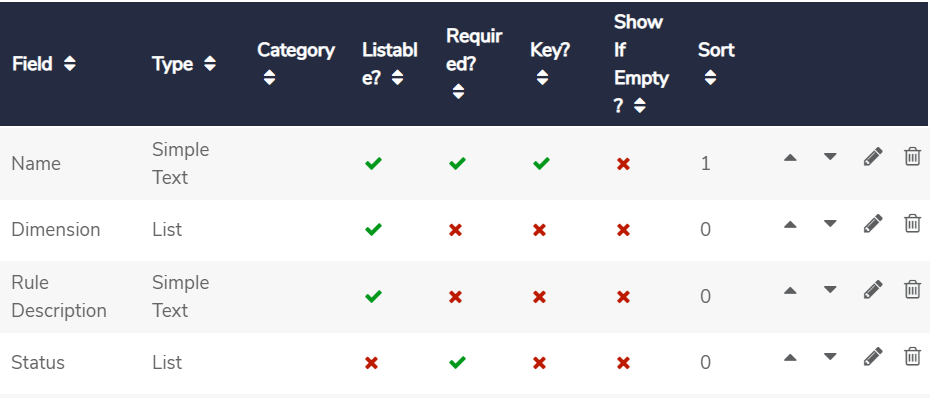 Field Type Category Listabl
e? Requir
ed? Key? Show
If
Empty
? Sort
Name Simple
Text 1
Dimension List 0
Rule
Description Simple
Text 0
Status List 0